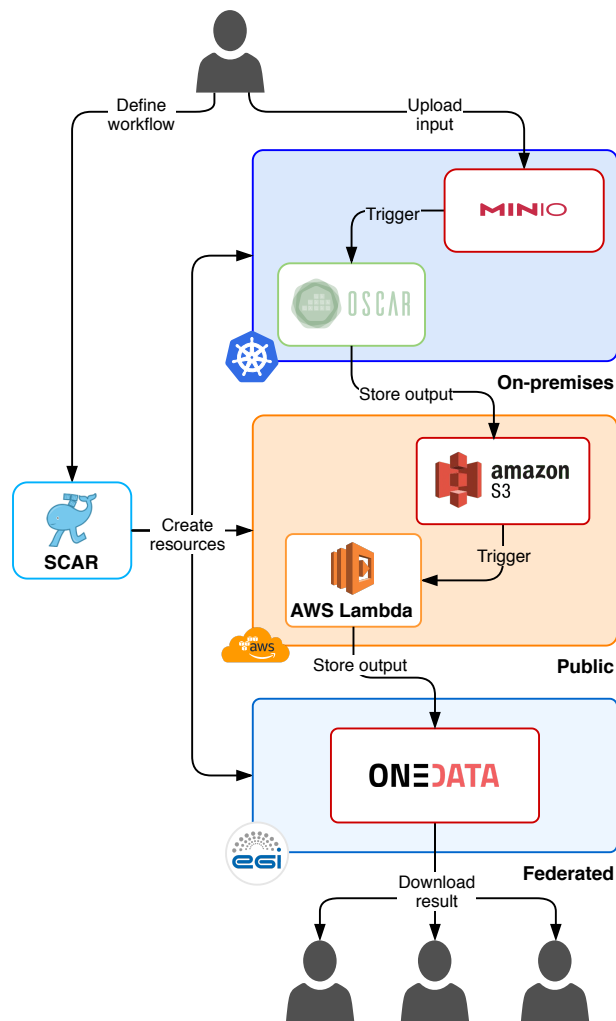 Define
workflow
Upload
input
MINIO
Trigger
OSCAR
On-premises
Store output
amazon
S3
SCAR
Create
resources
Trigger
AWS Lambda
aws
Public
Store output
ONEDATA
egi
Federated
Download
result